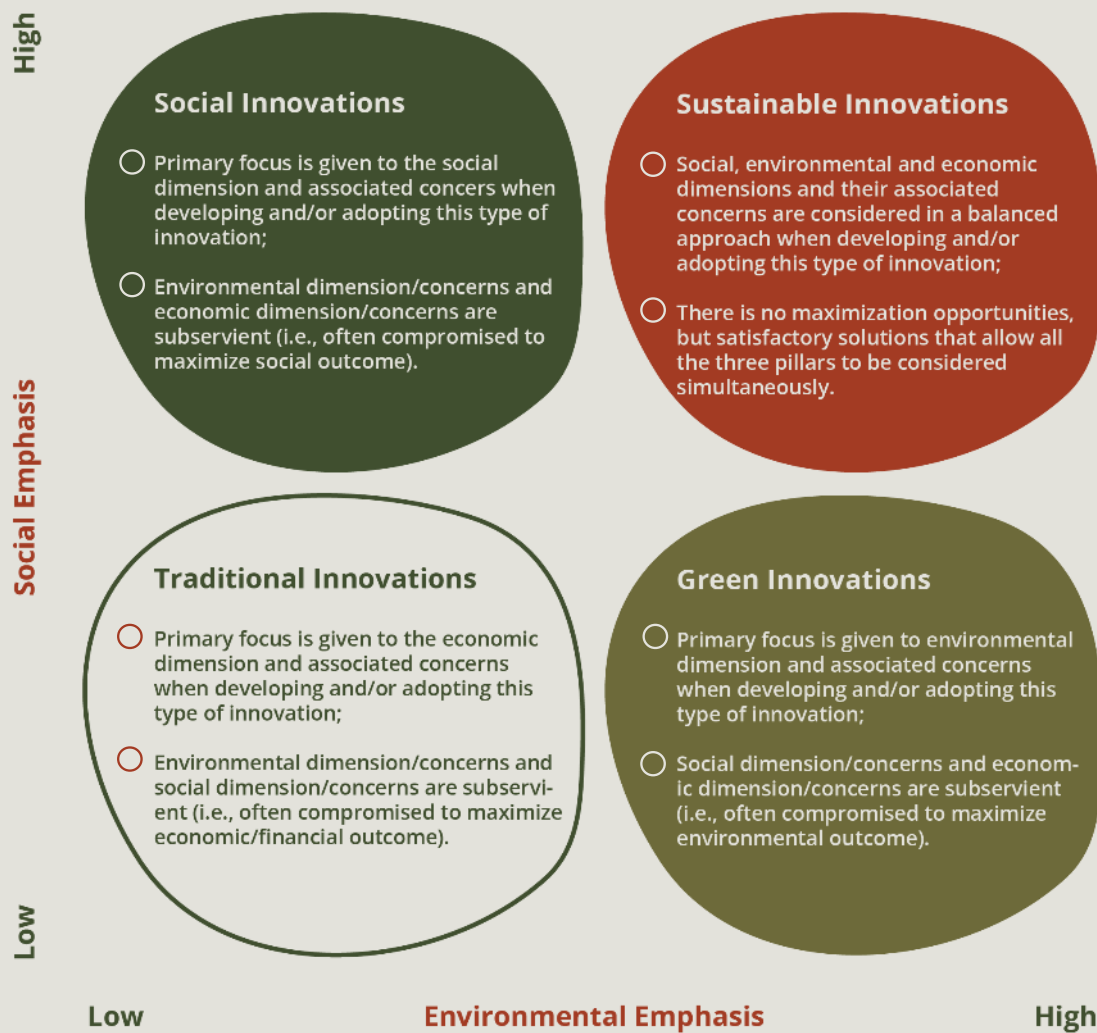 High
Social Emphasis
Low
Social Innovations
Primary focus is given to the social
dimension and associated concers when
developing and/or adopting this type of
innovation;
Environmental dimension/concerns and
economic dimension/concerns are
subservient (i.e., often compromised to
maximize social outcome).
Sustainable Innovations
Social, environmental and economic
dimensions and their associated
concerns are considered in a balanced
approach when developing and/or
adopting this type of innovation;
There is no maximization opportunities,
but satisfactory solutions that allow all
the three pillars to be considered
simultaneously.
Traditional Innovations
Primary focus is given to the economic
dimension and associated concerns
when developing and/or adopting this
type of innovation;
Environmental dimension/concerns and
social dimension/concerns are subservi-
ent (i.e., often compromised to maximize
economic/financial outcome).
Green Innovations
Primary focus is given to environmental
dimension and associated concerns
when developing and/or adopting this
type of innovation;
Social dimension/concerns and econom-
ic dimension/concerns are subservient
(i.e., often compromised to maximize
environmental outcome).
Low
Environmental Emphasis
High